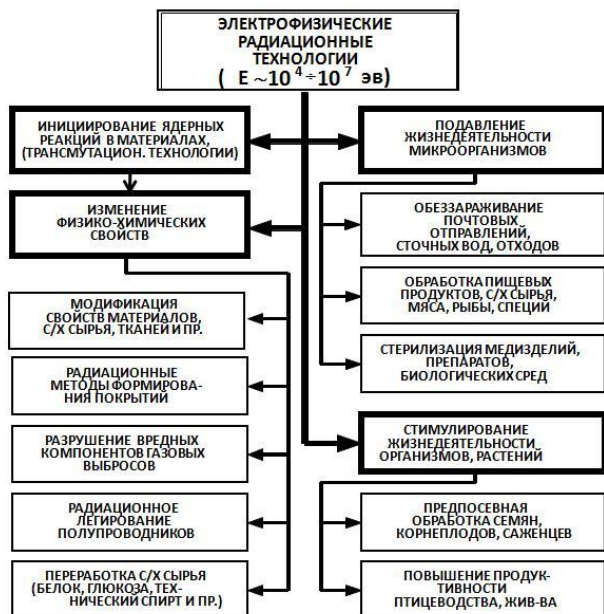 ЭЛЕКТРОФИЗИЧЕСКИЕ
РАДИАЦИОННЫЕ
ТЕХНОЛОГИИ
( Е ~10⁴÷10⁷ эв)
ИНИЦИИРОВАНИЕ ЯДЕРНЫХ
РЕАКЦИЙ В МАТЕРИАЛАХ,
(ТРАНСМУТАЦИОН. ТЕХНОЛОГИИ)
ИЗМЕНЕНИЕ
ФИЗИКО-ХИМИЧЕСКИХ
СВОЙСТВ
МОДИФИКАЦИЯ
СВОЙСТВ МАТЕРИАЛОВ,
С/Х СЫРЬЯ, ТКАНЕЙ И ПР.
РАДИАЦИОННЫЕ
МЕТОДЫ ФОРМИРОВА-
НИЯ ПОКРЫТИЙ
РАЗРУШЕНИЕ ВРЕДНЫХ
КОМПОНЕНТОВ ГАЗОВЫХ
ВЫБРОСОВ
РАДИАЦИОННОЕ
ЛЕГИРОВАНИЕ
ПОЛУПРОВОДНИКОВ
ПЕРЕРАБОТКА С/Х СЫРЬЯ
(БЕЛОК, ГЛЮКОЗА, ТЕХ-
НИЧЕСКИЙ СПИРТ И ПР.)
ПОДАВЛЕНИЕ
ЖИЗНЕДЕЯТЕЛЬНОСТИ
МИКРООРГАНИЗМОВ
ОБЕЗЗАРАЖИВАНИЕ
ПОЧТОВЫХ
ОТПРАВЛЕНИЙ,
СТОЧНЫХ ВОД, ОТХОДОВ
ОБРАБОТКА ПИЩЕВЫХ
ПРОДУКТОВ, С/Х СЫРЬЯ,
МЯСА, РЫБЫ, СПЕЦИЙ
СТЕРИЛИЗАЦИЯ МЕДИЗДЕЛИЙ,
ПРЕПАРАТОВ,
БИОЛОГИЧЕСКИХ СРЕД
СТИМУЛИРОВАНИЕ
ЖИЗНЕДЕЯТЕЛЬНОСТИ
ОРГАНИЗМОВ, РАСТЕНИЙ
ПРЕДПОСЕВНАЯ
ОБРАБОТКА СЕМЯН,
КОРНЕПЛОДОВ, САЖЕНЦЕВ
ПОВЫШЕНИЕ ПРОДУК-
ТИВНОСТИ
ПТИЦЕВОДСТВА, ЖИВ-ВА